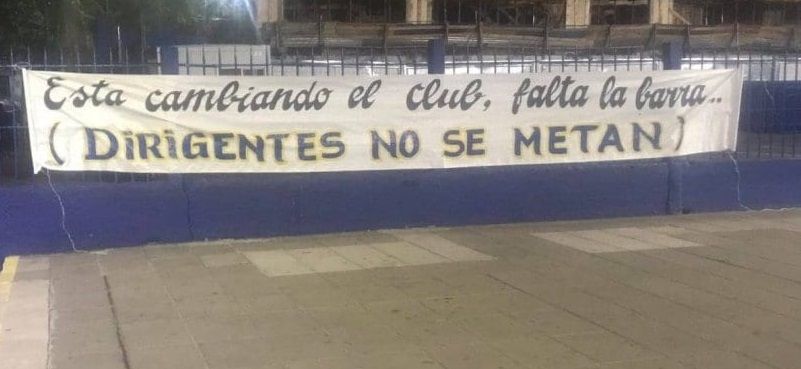 Esta cambiando el club, falta la barra..
( DiRiGENTES NO SE METAN )